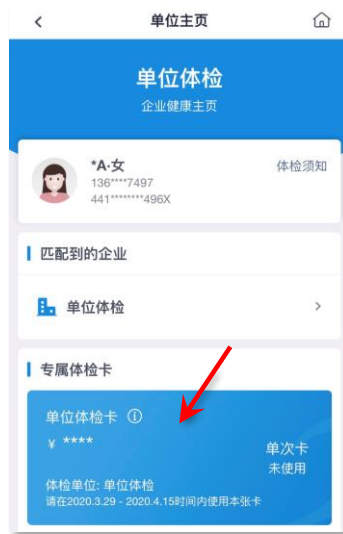 单位主页
单位体检
企业健康主页
*A·女
体检须知
136****7497
441********496X
匹配到的企业
单位体检
专属体检卡
单位体检卡
¥ ****
单次卡
未使用
体检单位: 单位体检
请在2020.3.29 - 2020.4.15时间内使用本张卡